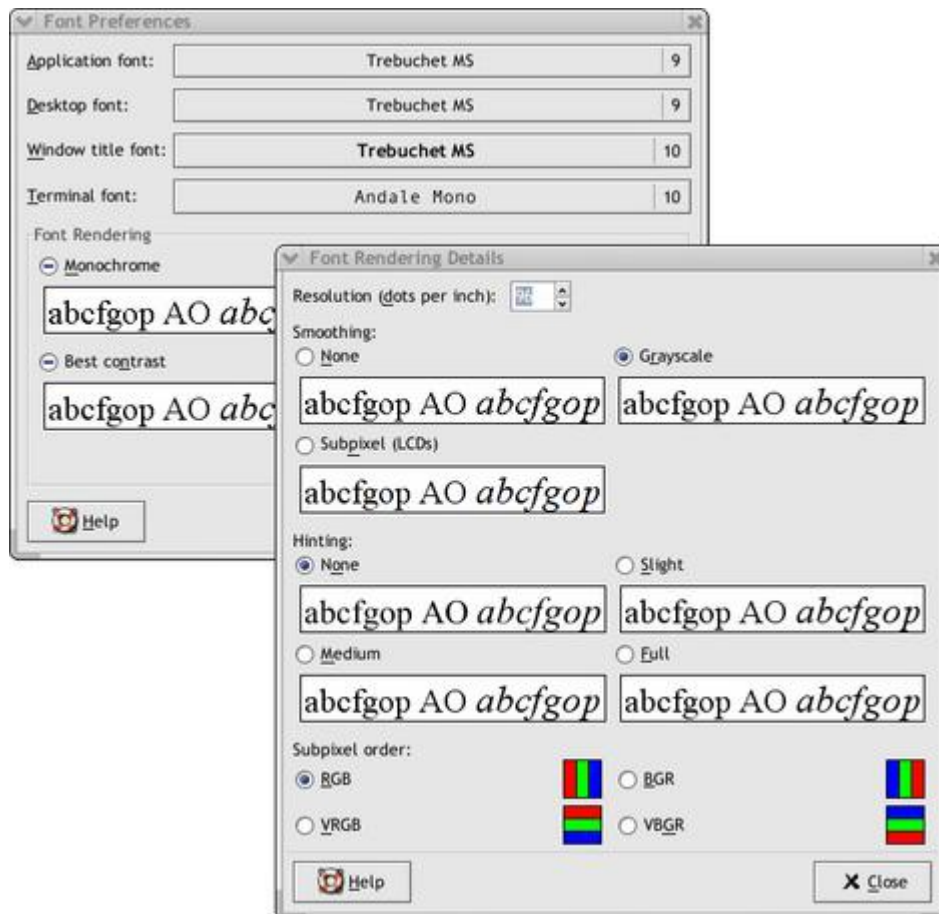 Font Preferences
Application font: Trebuchet MS 9
Desktop font: Trebuchet MS 9
Window title font: Trebuchet MS 10
Terminal font: Andale Mono 10
Font Rendering
Monochrome
abcfgop AO abc
Best contrast
abcfgop AO abc
Help
Font Rendering Details
Resolution (dots per inch): 96
Smoothing:
None Grayscale
abcfgop AO abcfgop abcfgop AO abcfgop
Subpixel (LCDs)
abcfgop AO abcfgop
Hinting:
None Slight
abcfgop AO abcfgop abcfgop AO abcfgop
Medium Full
abcfgop AO abcfgop abcfgop AO abcfgop
Subpixel order:
RGB BGR
VRGB VBGR
Help Close